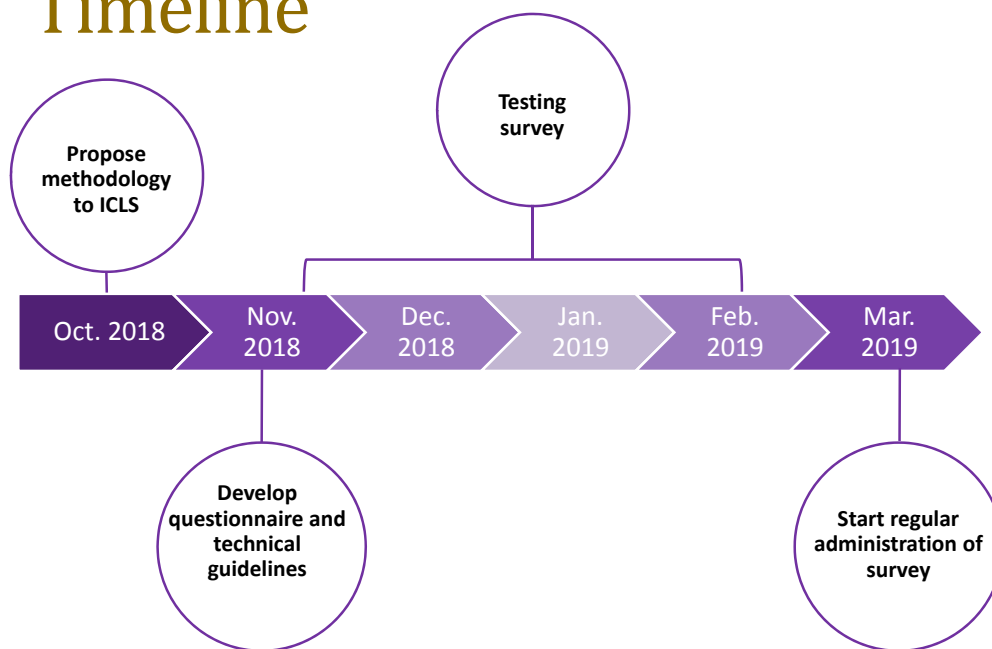 Timeline
Testing
survey
Propose
methodology
to ICLS
Oct. 2018
Nov.
2018
Dec.
2018
Jan.
2019
Feb.
2019
Mar.
2019
Develop
questionnaire and
technical
guidelines
Start regular
administration of
survey